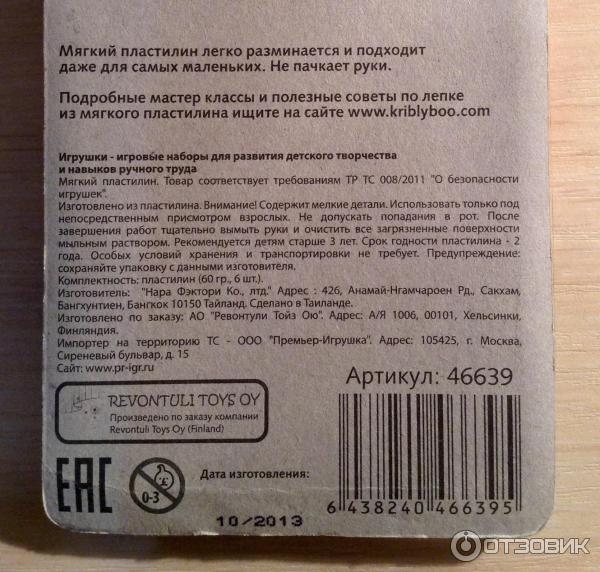 Мягкий пластилин легко разминается и подходит
даже для самых маленьких. Не пачкает руки.
Подробные мастер классы и полезные советы по лепке
из мягкого пластилина ищите на сайте www.kriblyboo.com
Игрушки - игровые наборы для развития детского творчества
и навыков ручного труда
Мягкий пластилин. Товар соответствует требованиям ТР ТС 008/2011 "О безопасности
игрушек".
Изготовлено из пластилина. Внимание! Содержит мелкие детали. Использовать только под
непосредственным присмотром взрослых. Не допускать попадания в рот. После
завершения работ тщательно вымыть руки и очистить все загрязненные поверхности
мыльным раствором. Рекомендуется детям старше 3 лет. Срок годности пластилина - 2
года. Особых условий хранения и транспортировки не требует. Предупреждение:
сохраняйте упаковку с данными изготовителя.
Комплектность: пластилин (60 гр., 6 шт.).
Изготовитель: "Нара Фэктори Ко., лтд." Адрес : 426, Анамай-Нгамчароен Рд., Сакхам,
Бангхунтиен, Бангкок 10150 Тайланд. Сделано в Таиланде.
Изготовлено по заказу: АО "Ревонтули Тойз Ою". Адрес: А/Я 1006, 00101, Хельсинки,
Финляндия.
Импортер на территорию ТС - ООО "Премьер-Игрушка". Адрес: 105425, г. Москва,
Сиреневый бульвар, д. 15
Сайт: www.pr-igr.ru
Артикул: 46639
REVONTULI TOYS OY
Произведено по заказу компании
Revontuli Toys Oy (Finland)
EAC
0-3
Дата изготовления:
10/2013
6 438240 466395
ОТЗОВИК